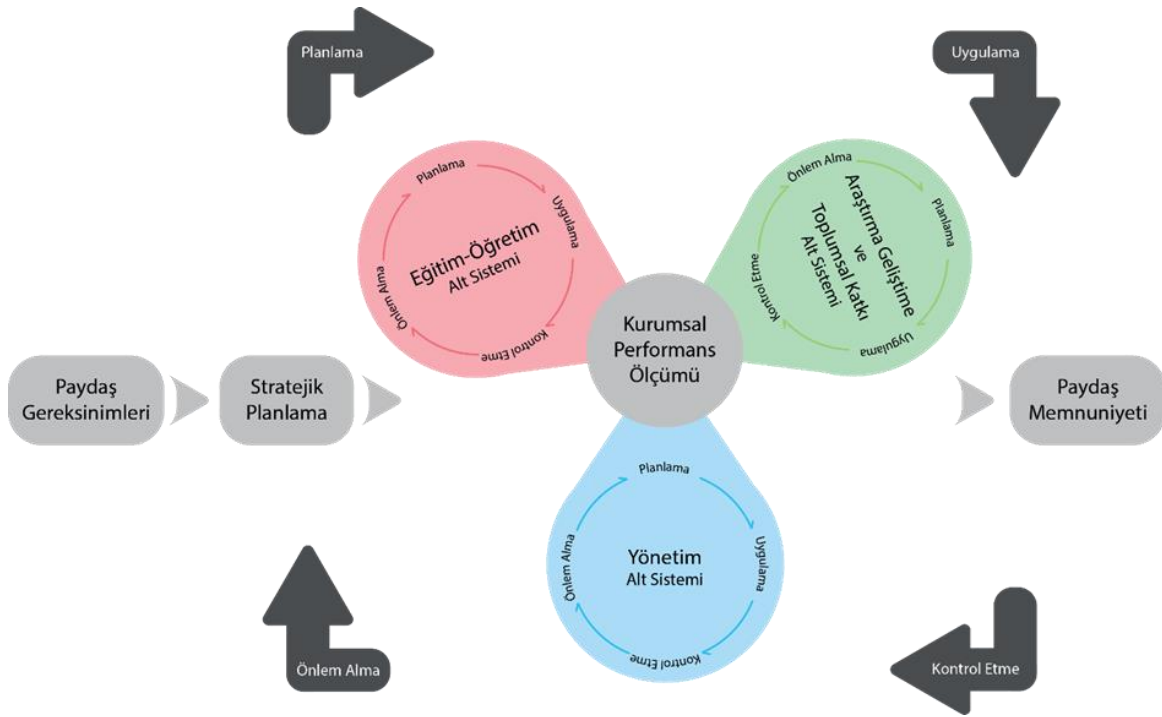 Planlama
Uygulama
Planlama
Uygulama
Kontrol Etme
Önlem Alma
Eğitim-Öğretim
Alt Sistemi
Önlem Alma
Planlama
Uygulama
Kontrol Etme
Araştırma Geliştime
ve
Toplumsal Katkı
Alt Sistemi
Kurumsal
Performans
Ölçümü
Paydaş
Gereksinimleri
Stratejik
Planlama
Paydaş
Memnuniyeti
Planlama
Uygulama
Kontrol Etme
Önlem Alma
Yönetim
Alt Sistemi
Önlem Alma
Kontrol Etme